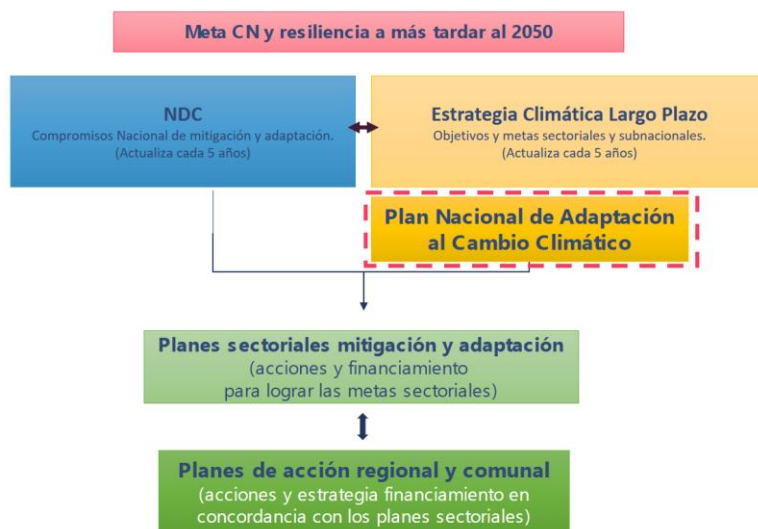 Meta CN y resiliencia a más tardar al 2050
NDC
Compromisos Nacional de mitigación y adaptación.
(Actualiza cada 5 años)
Estrategia Climática Largo Plazo
Objetivos y metas sectoriales y subnacionales.
(Actualiza cada 5 años)
Plan Nacional de Adaptación
al Cambio Climático
Planes sectoriales mitigación y adaptación
(acciones y financiamiento
para lograr las metas sectoriales)
Planes de acción regional y comunal
(acciones y estrategia financiamiento en
concordancia con los planes sectoriales)